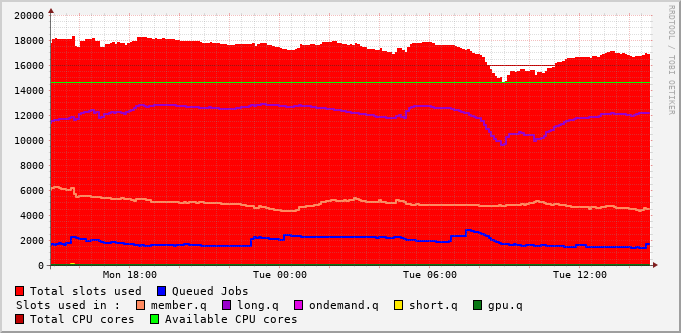 20000
18000
16000
14000
12000
10000
8000
6000
4000
2000
0
Mon 18:00 Tue 00:00 Tue 06:00 Tue 12:00
Total slots used Queued Jobs
Slots used in : member.q long.q ondemand.q short.q gpu.q
Total CPU cores Available CPU cores
RRDTOOL / TOBI OETIKER